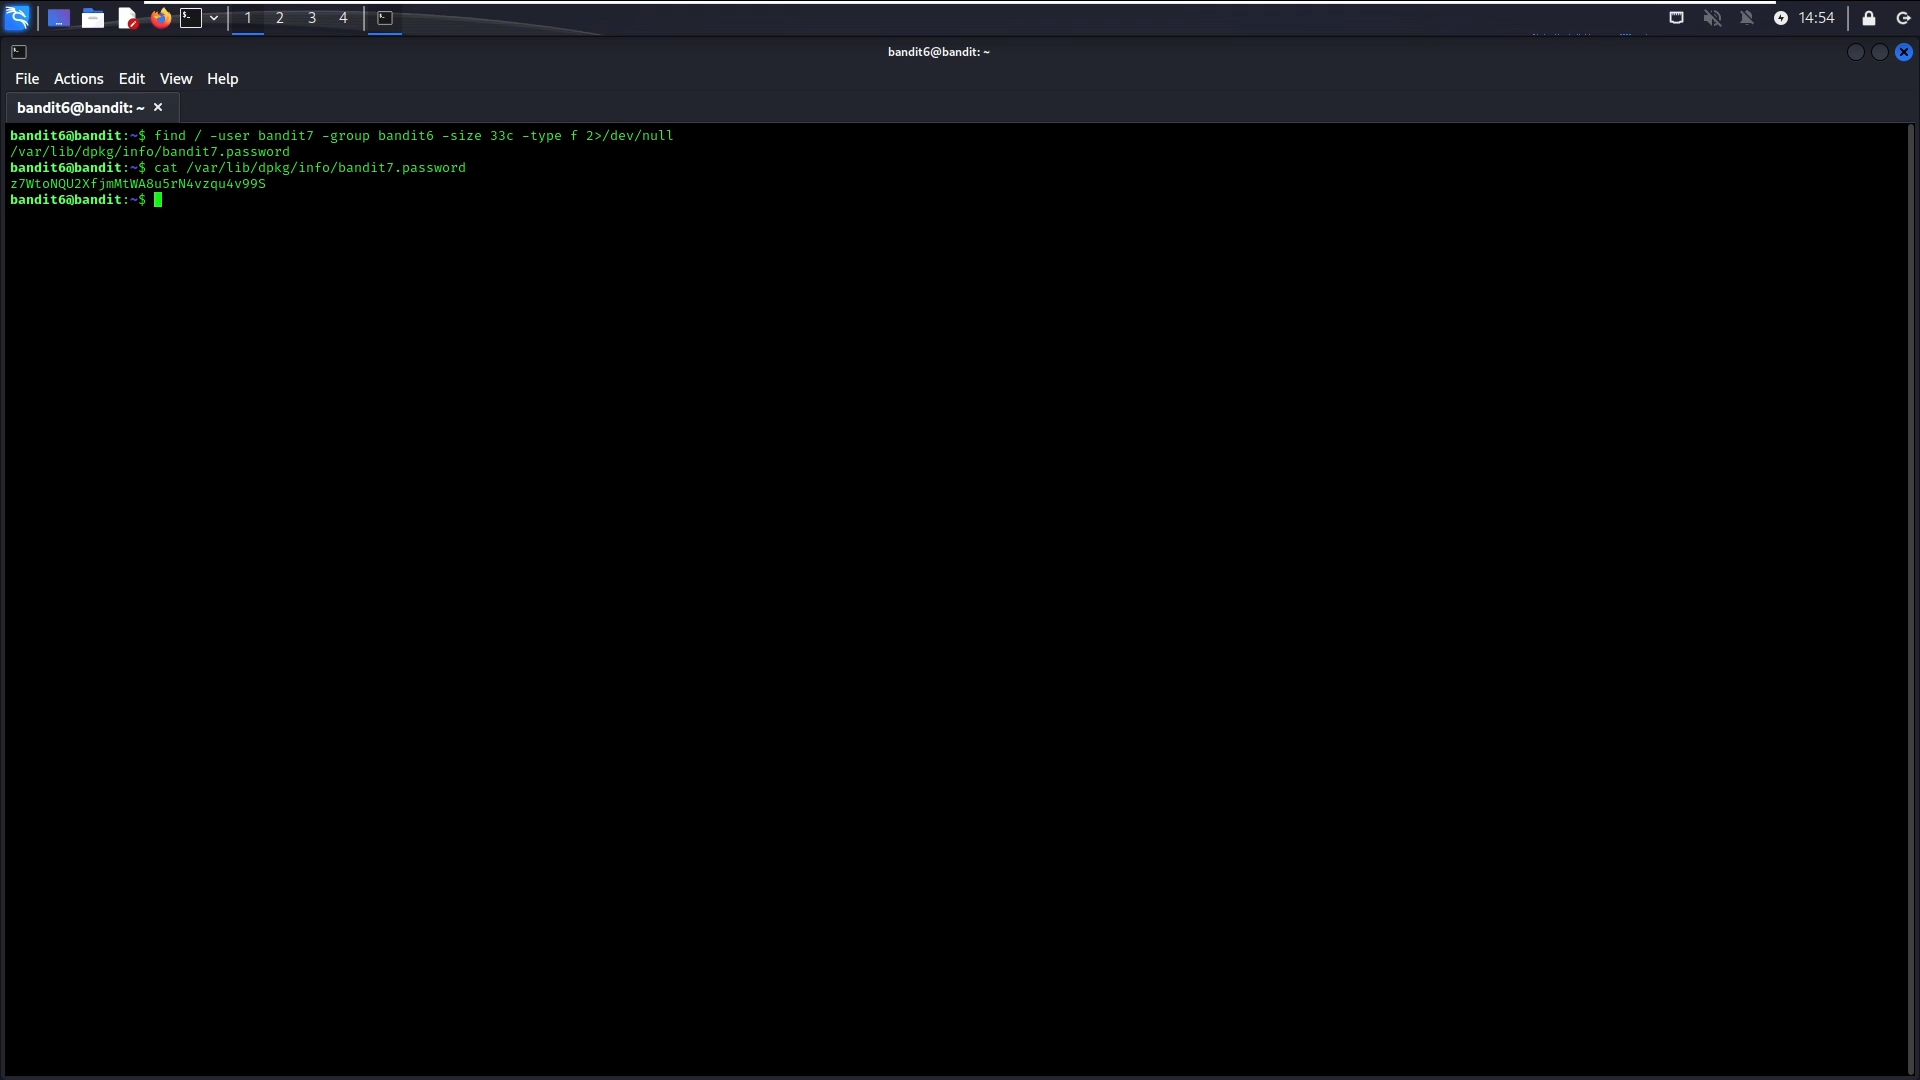 1 2 3 4
14:54
bandit6@bandit: ~
File Actions Edit View Help
bandit6@bandit: ~ ×
bandit6@bandit:~$ find / -user bandit7 -group bandit6 -size 33c -type f 2>/dev/null
/var/lib/dpkg/info/bandit7.password
bandit6@bandit:~$ cat /var/lib/dpkg/info/bandit7.password
z7WtoNQU2XfjmMtWA8u5rN4vzqu4v99S
bandit6@bandit:~$